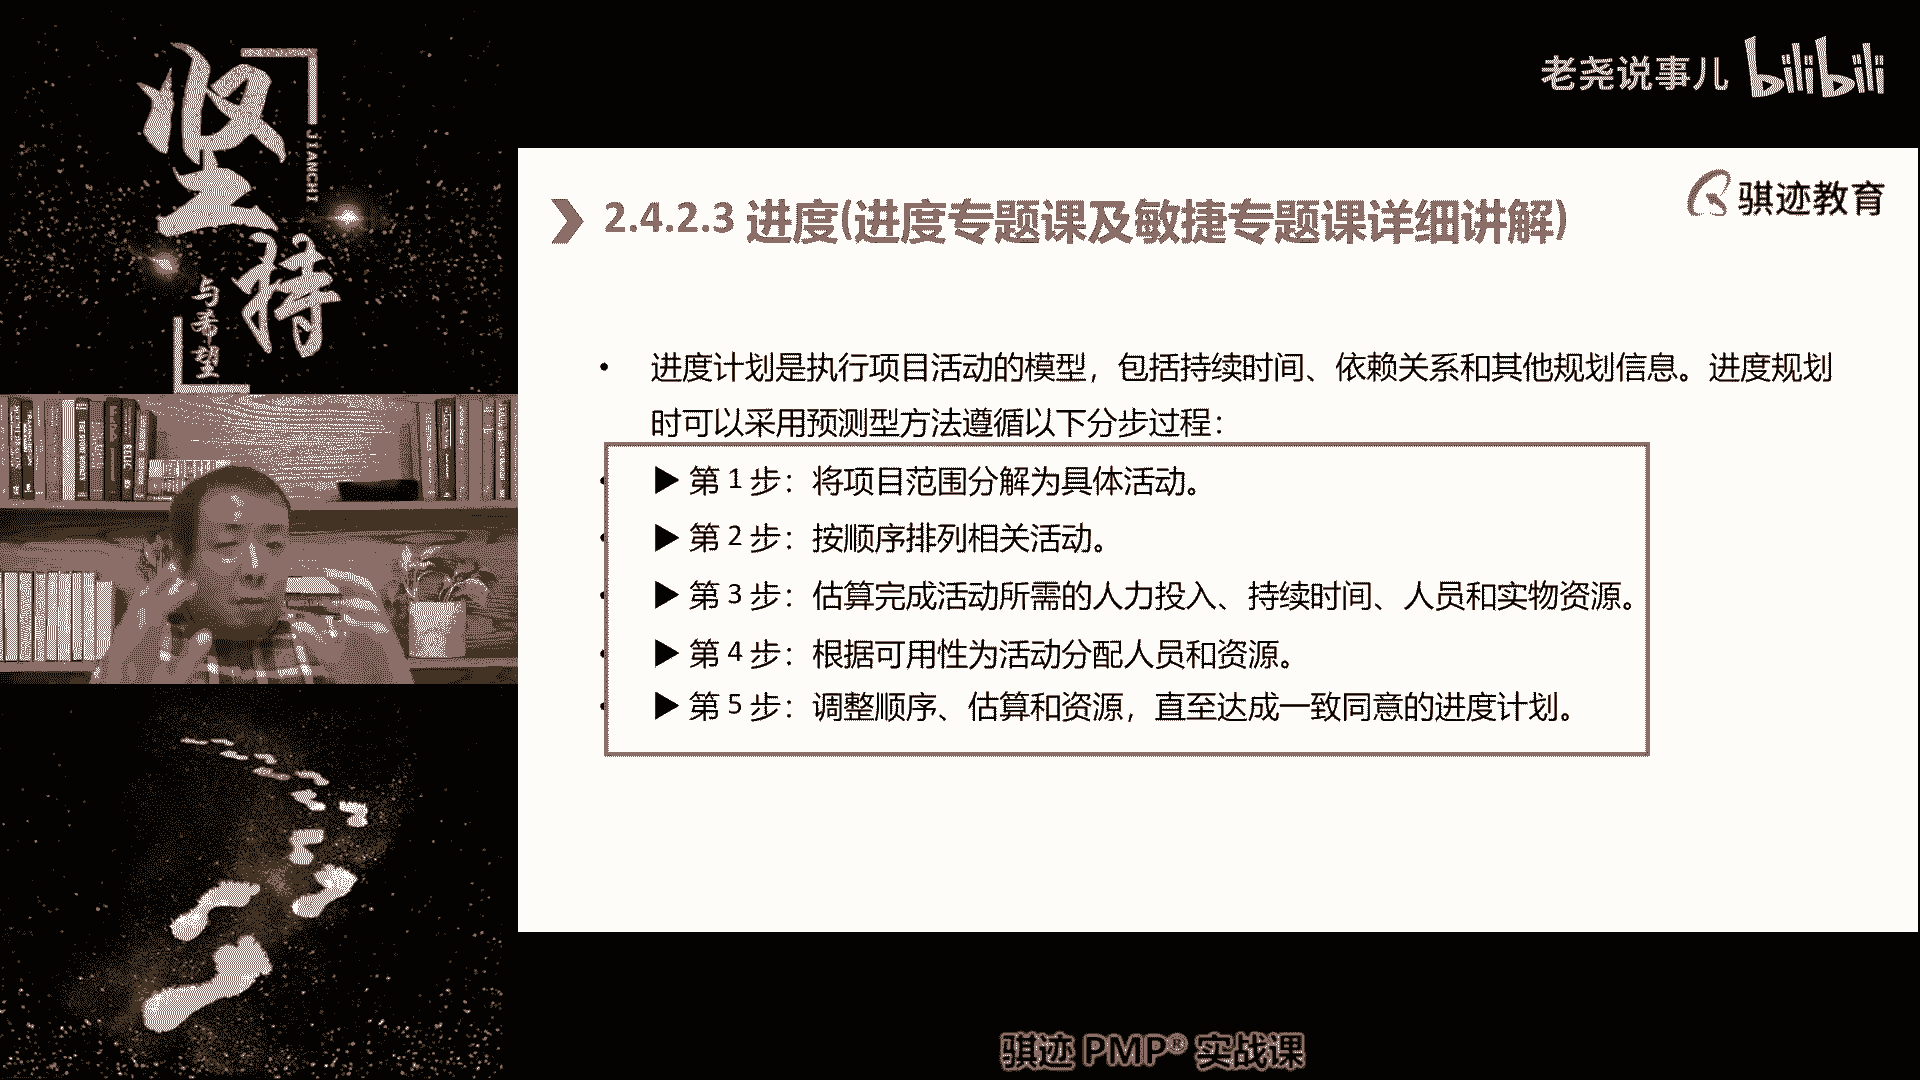 坚持
JIANCHI
与希望
老尧说事儿 bilibili
骐迹教育
2.4.2.3 进度(进度专题课及敏捷专题课详细讲解)
• 进度计划是执行项目活动的模型，包括持续时间、依赖关系和其他规划信息。进度规划
时可以采用预测型方法遵循以下分步过程：
▶ 第 1 步：将项目范围分解为具体活动。
▶ 第 2 步：按顺序排列相关活动。
▶ 第 3 步：估算完成活动所需的人力投入、持续时间、人员和实物资源。
▶ 第 4 步：根据可用性为活动分配人员和资源。
▶ 第 5 步：调整顺序、估算和资源，直至达成一致同意的进度计划。
骐迹 PMP® 实战课